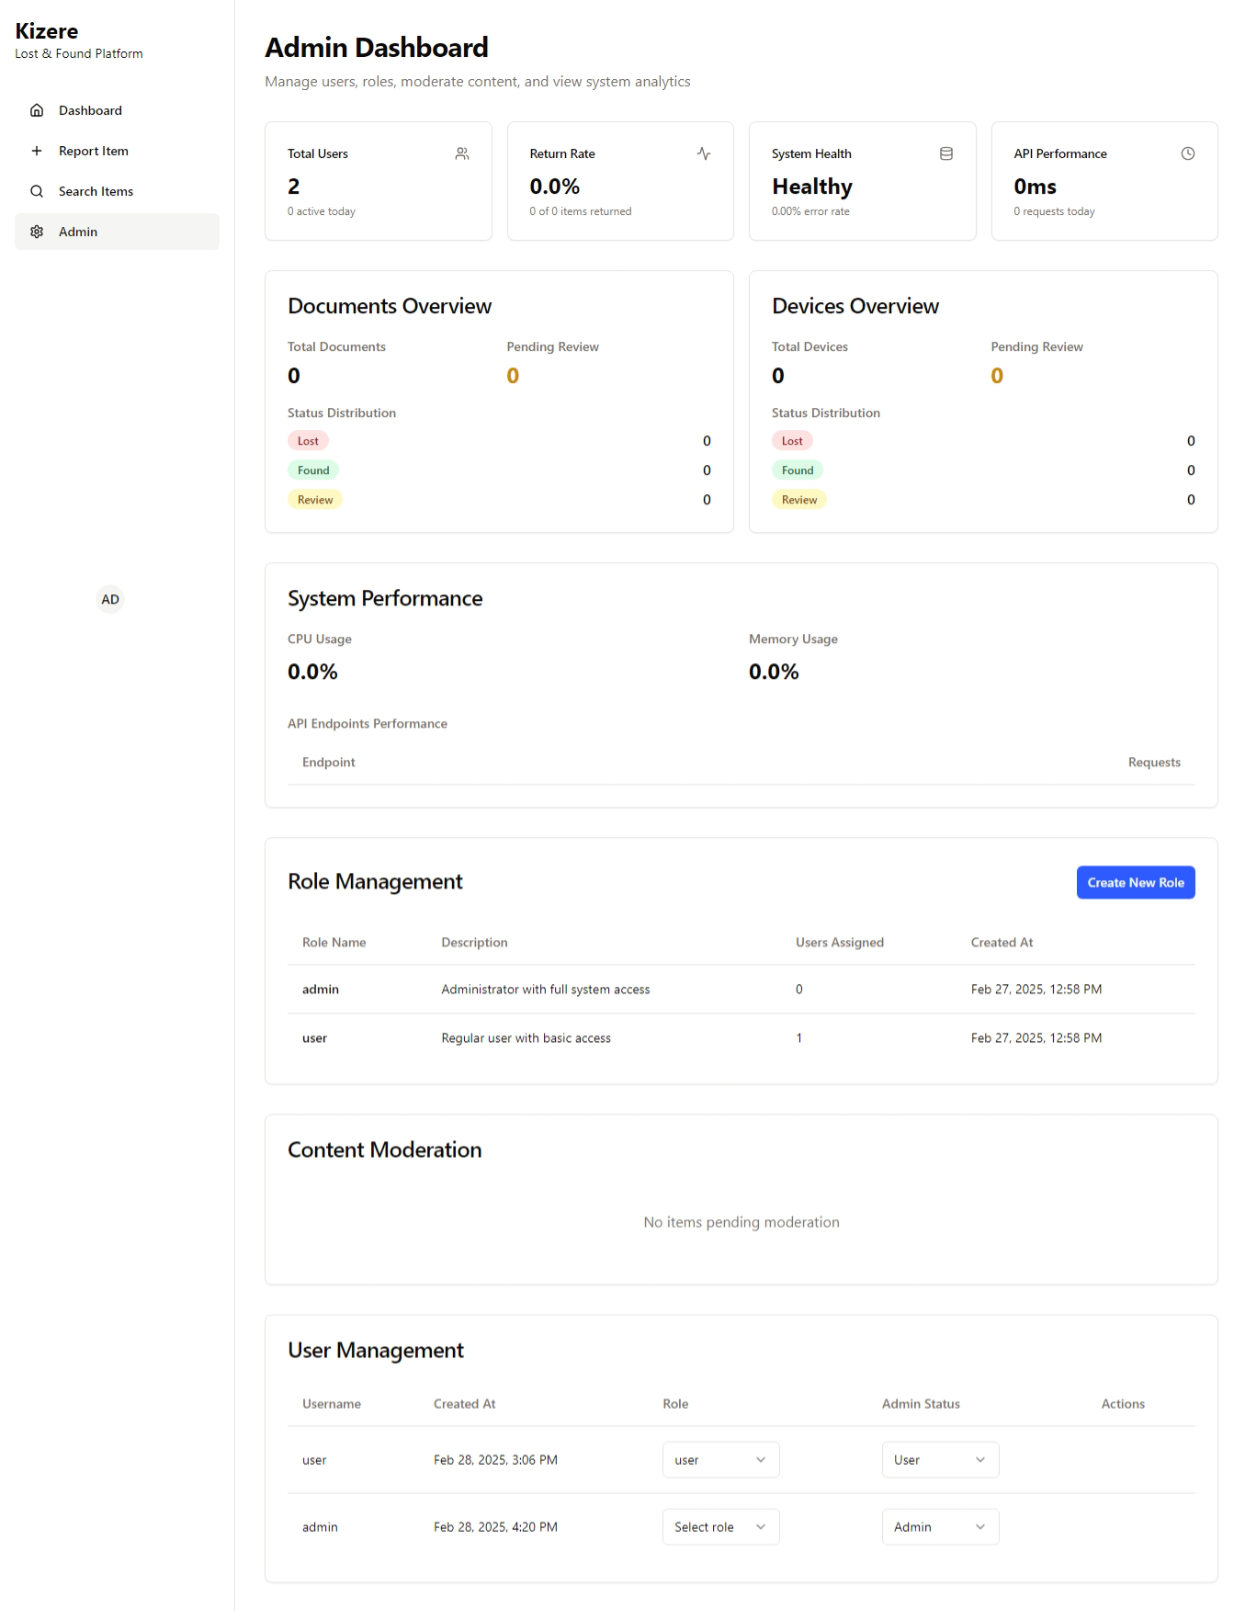 Kizere
Lost & Found Platform
Dashboard
Report Item
Search Items
Admin
AD
Admin Dashboard
Manage users, roles, moderate content, and view system analytics
Total Users
2
0 active today
Return Rate
0.0%
0 of 0 items returned
System Health
Healthy
0.00% error rate
API Performance
0ms
0 requests today
Documents Overview
Total Documents Pending Review
0 0
Status Distribution
Lost 0
Found 0
Review 0
Devices Overview
Total Devices Pending Review
0 0
Status Distribution
Lost 0
Found 0
Review 0
System Performance
CPU Usage Memory Usage
0.0% 0.0%
API Endpoints Performance
Endpoint Requests
Role Management Create New Role
Role Name Description Users Assigned Created At
admin Administrator with full system access 0 Feb 27, 2025, 12:58 PM
user Regular user with basic access 1 Feb 27, 2025, 12:58 PM
Content Moderation
No items pending moderation
User Management
Username Created At Role Admin Status Actions
user Feb 28, 2025, 3:06 PM user User
admin Feb 28, 2025, 4:20 PM Select role Admin